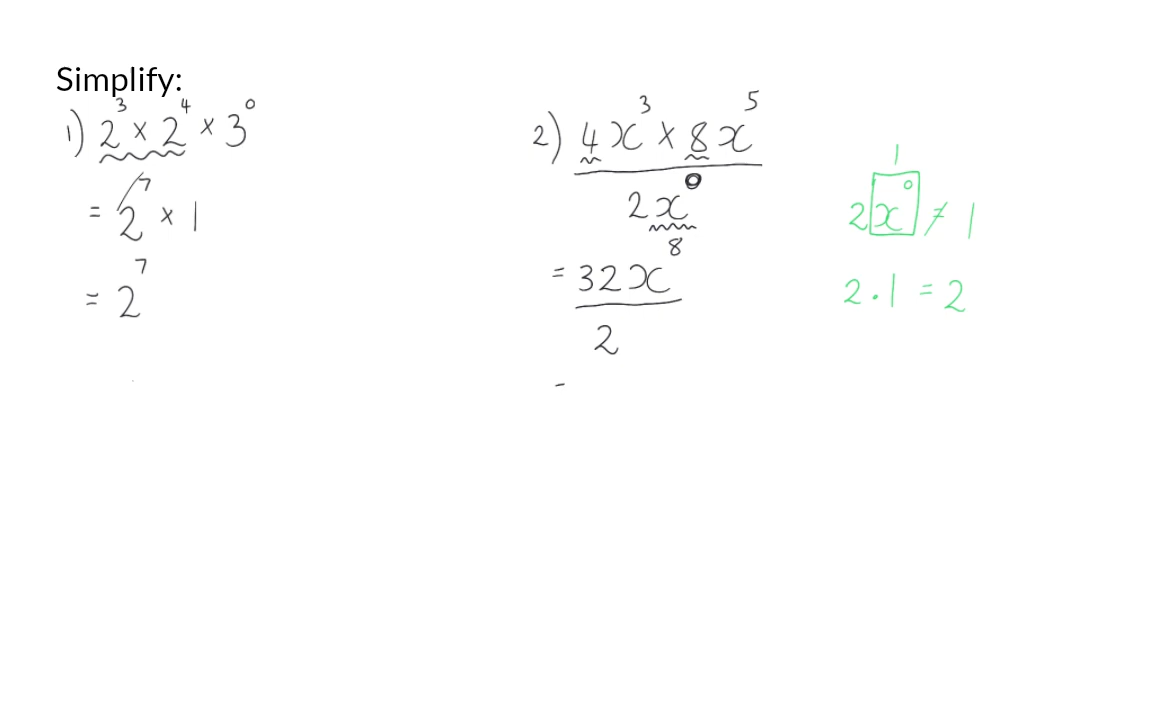 Simplify:
1) 2³ × 2⁴ × 3⁰
= 2⁷ × 1
= 2⁷
2) 4x³ × 8x⁵
2x⁰
= 32x⁸
2
=
1
2x⁰ ≠ 1
2 . 1 = 2